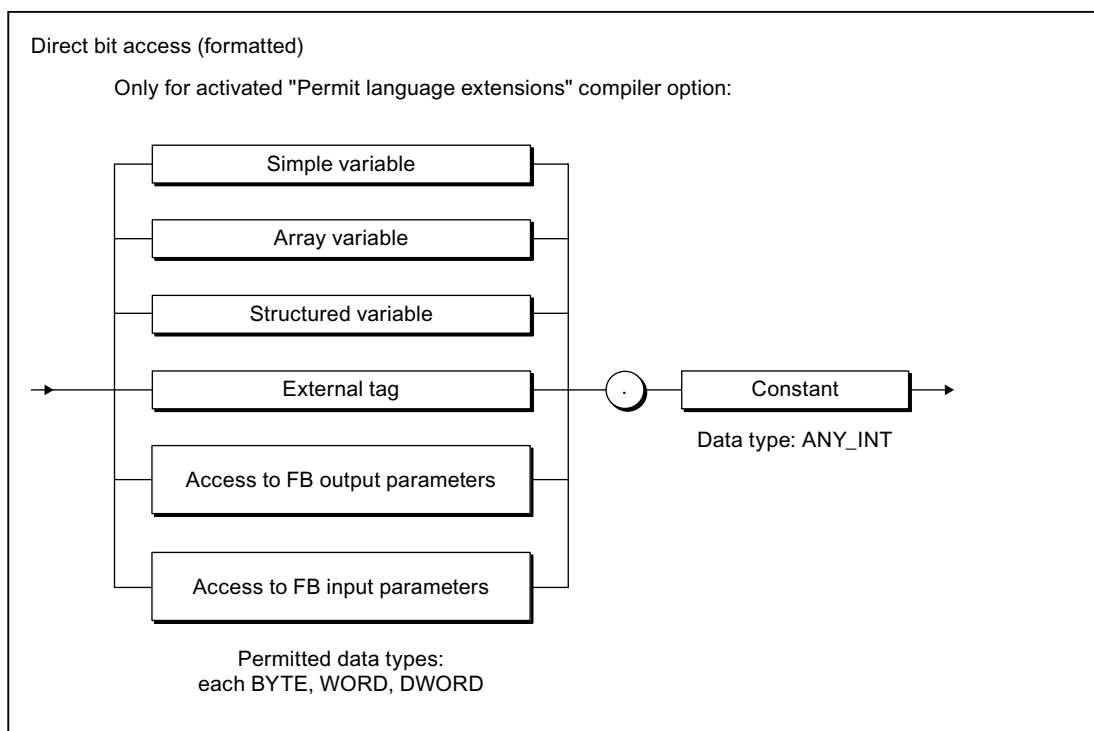 Direct bit access (formatted)
Only for activated "Permit language extensions" compiler option:
Simple variable
Array variable
Structured variable
External tag
.
Constant
Data type: ANY_INT
Access to FB output parameters
Access to FB input parameters
Permitted data types:
each BYTE, WORD, DWORD